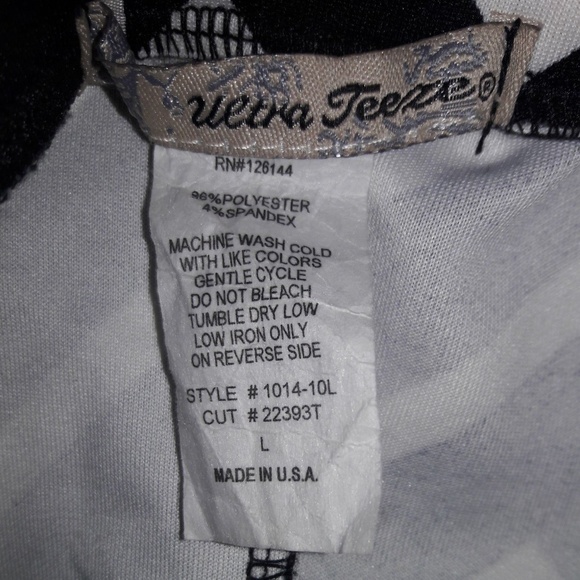 Ultra Teeze®
RN#126144
96%POLYESTER
4%SPANDEX
MACHINE WASH COLD
WITH LIKE COLORS
GENTLE CYCLE
DO NOT BLEACH
TUMBLE DRY LOW
LOW IRON ONLY
ON REVERSE SIDE
STYLE # 1014-10L
CUT # 22393T
L
MADE IN U.S.A.